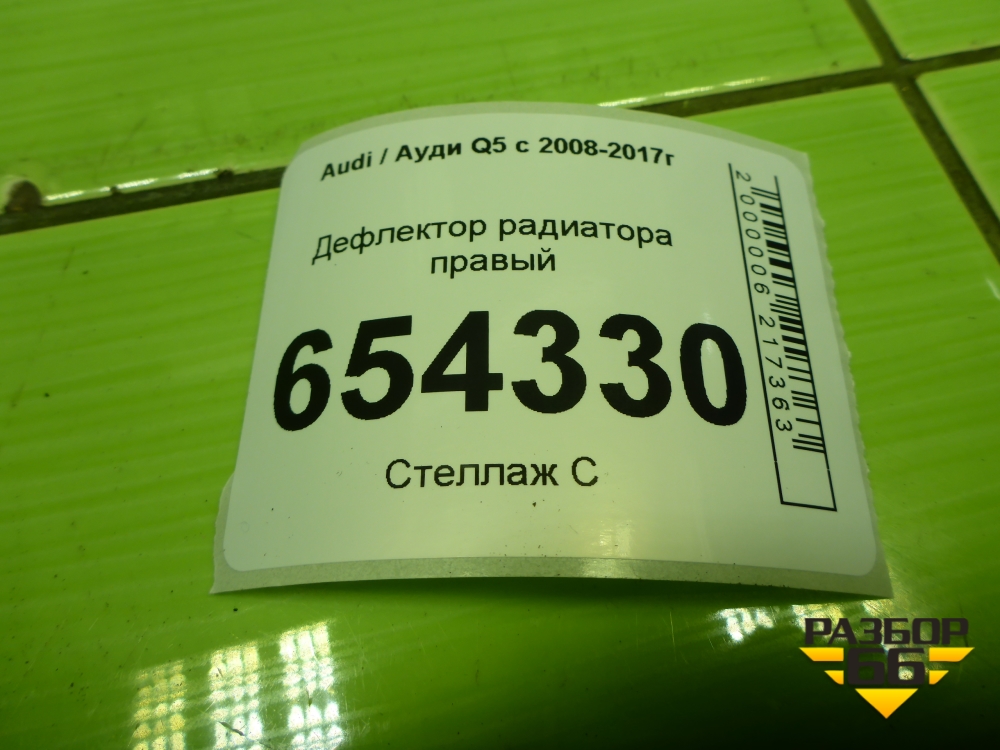 Audi / Ауди Q5 с 2008-2017г
Дефлектор радиатора
правый
654330
Стеллаж С
2000006217363
РАЗБОР
66